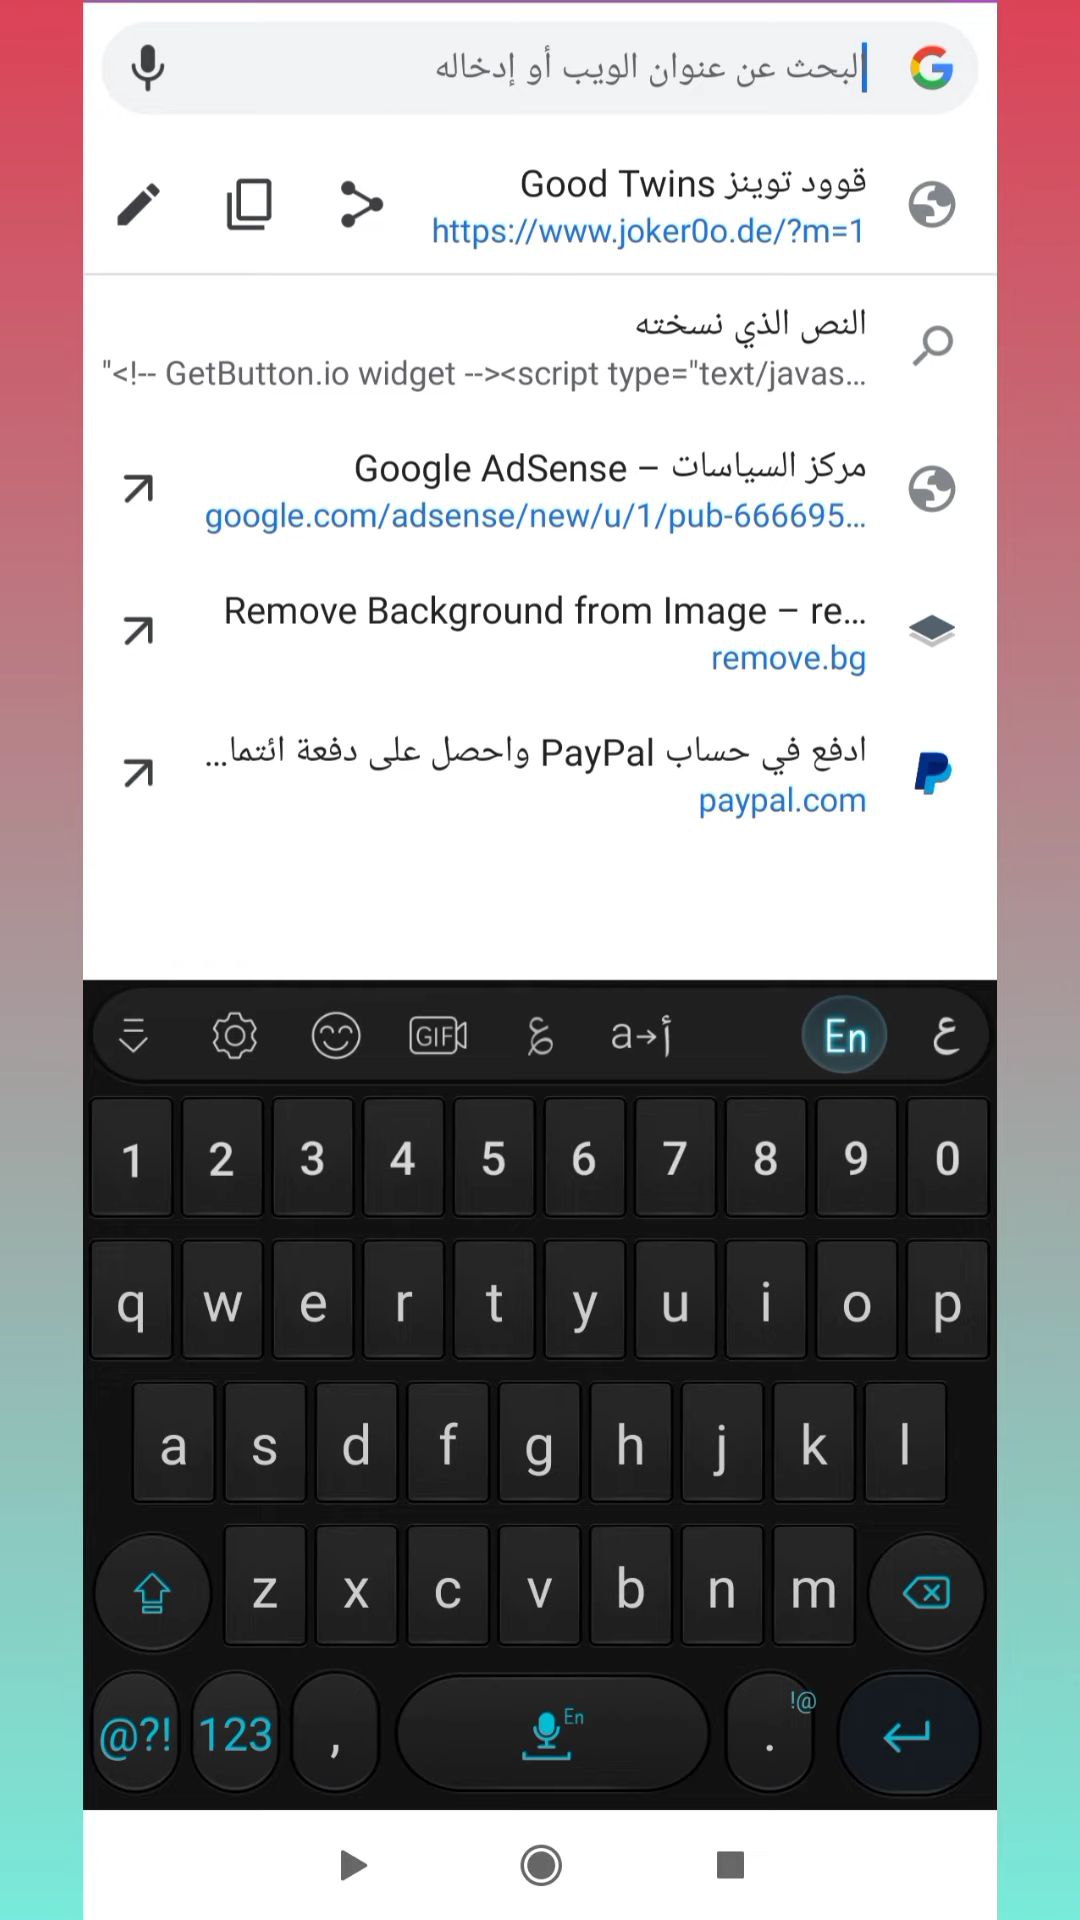 البحث عن عنوان الويب أو إدخاله
قوود توينز Good Twins
https://www.joker0o.de/?m=1
النص الذي نسخته
"<!-- GetButton.io widget --><script type="text/javas...
مركز السياسات – Google AdSense
google.com/adsense/new/u/1/pub-666695...
Remove Background from Image – re...
remove.bg
ادفع في حساب PayPal واحصل على دفعة ائتما...
paypal.com
GIF أ→a En ع
1 2 3 4 5 6 7 8 9 0
q w e r t y u i o p
a s d f g h j k l
z x c v b n m
@?! 123 , En . !@